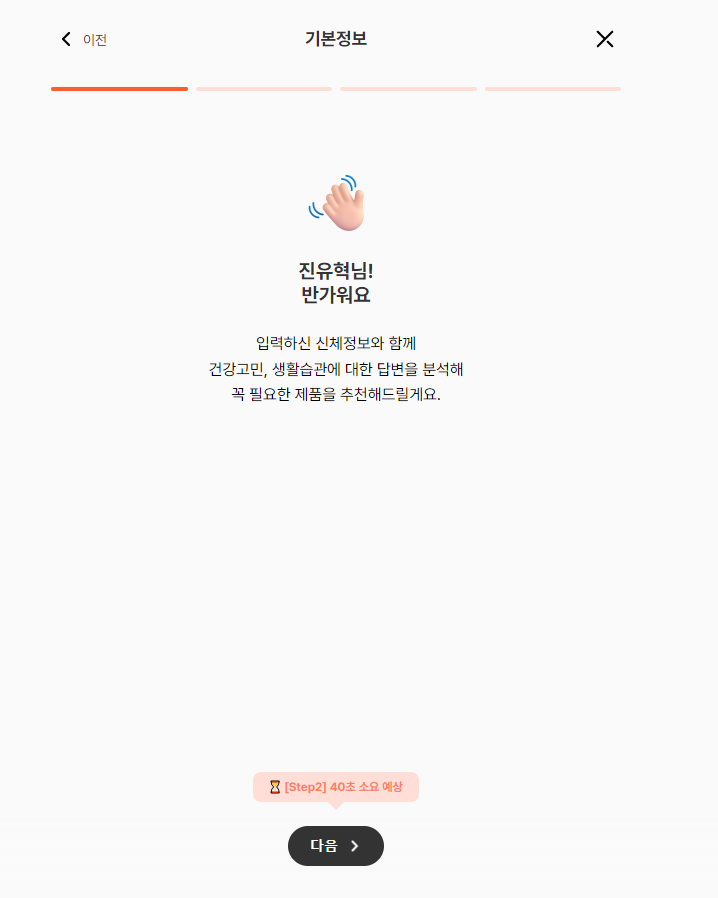 이전
기본정보
진유혁님!
반가워요
입력하신 신체정보와 함께
건강고민, 생활습관에 대한 답변을 분석해
꼭 필요한 제품을 추천해드릴게요.
[Step2] 40초 소요 예상
다음